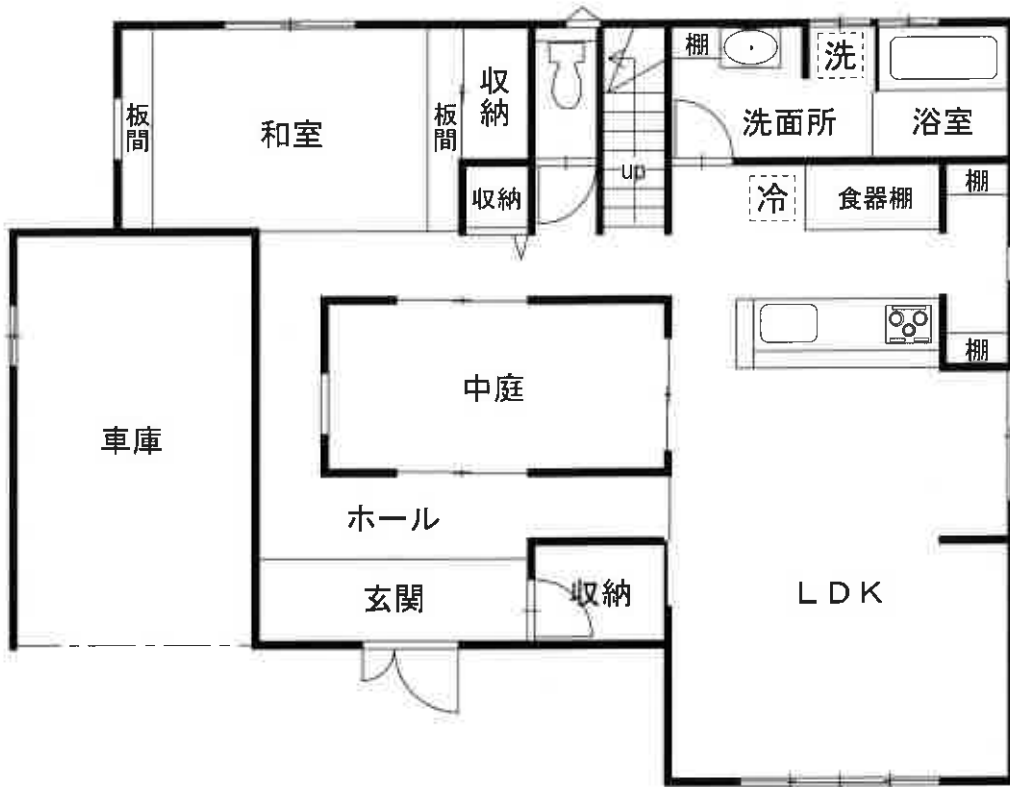 棚
洗
板間
和室
板間
収納
洗面所
浴室
up
収納
冷
食器棚
棚
棚
中庭
車庫
ホール
玄関
収納
LDK